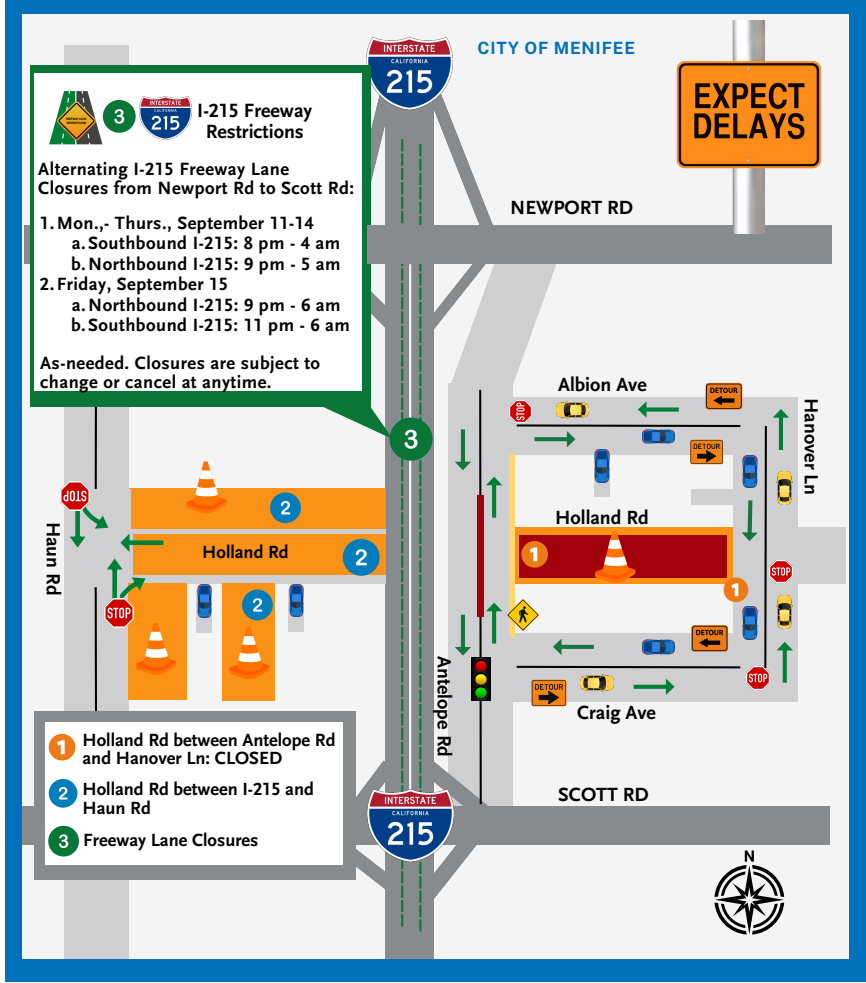 INTERSTATE
CALIFORNIA
215
CITY OF MENIFEE
EXPECT
DELAYS
FREEWAY LANE
RESTRICTIONS
3
INTERSTATE
CALIFORNIA
215
I-215 Freeway
Restrictions
Alternating I-215 Freeway Lane
Closures from Newport Rd to Scott Rd:
1. Mon.,- Thurs., September 11-14
a. Southbound I-215: 8 pm - 4 am
b. Northbound I-215: 9 pm - 5 am
2. Friday, September 15
a. Northbound I-215: 9 pm - 6 am
b. Southbound I-215: 11 pm - 6 am
As-needed. Closures are subject to
change or cancel at anytime.
NEWPORT RD
Albion Ave
DETOUR
STOP
Hanover Ln
3
DETOUR
STOP
2
Holland Rd
Holland Rd
2
1
Haun Rd
STOP
1
2
STOP
DETOUR
Antelope Rd
STOP
DETOUR
Craig Ave
1 Holland Rd between Antelope Rd
and Hanover Ln: CLOSED
2 Holland Rd between I-215 and
Haun Rd
3 Freeway Lane Closures
SCOTT RD
INTERSTATE
CALIFORNIA
215
N